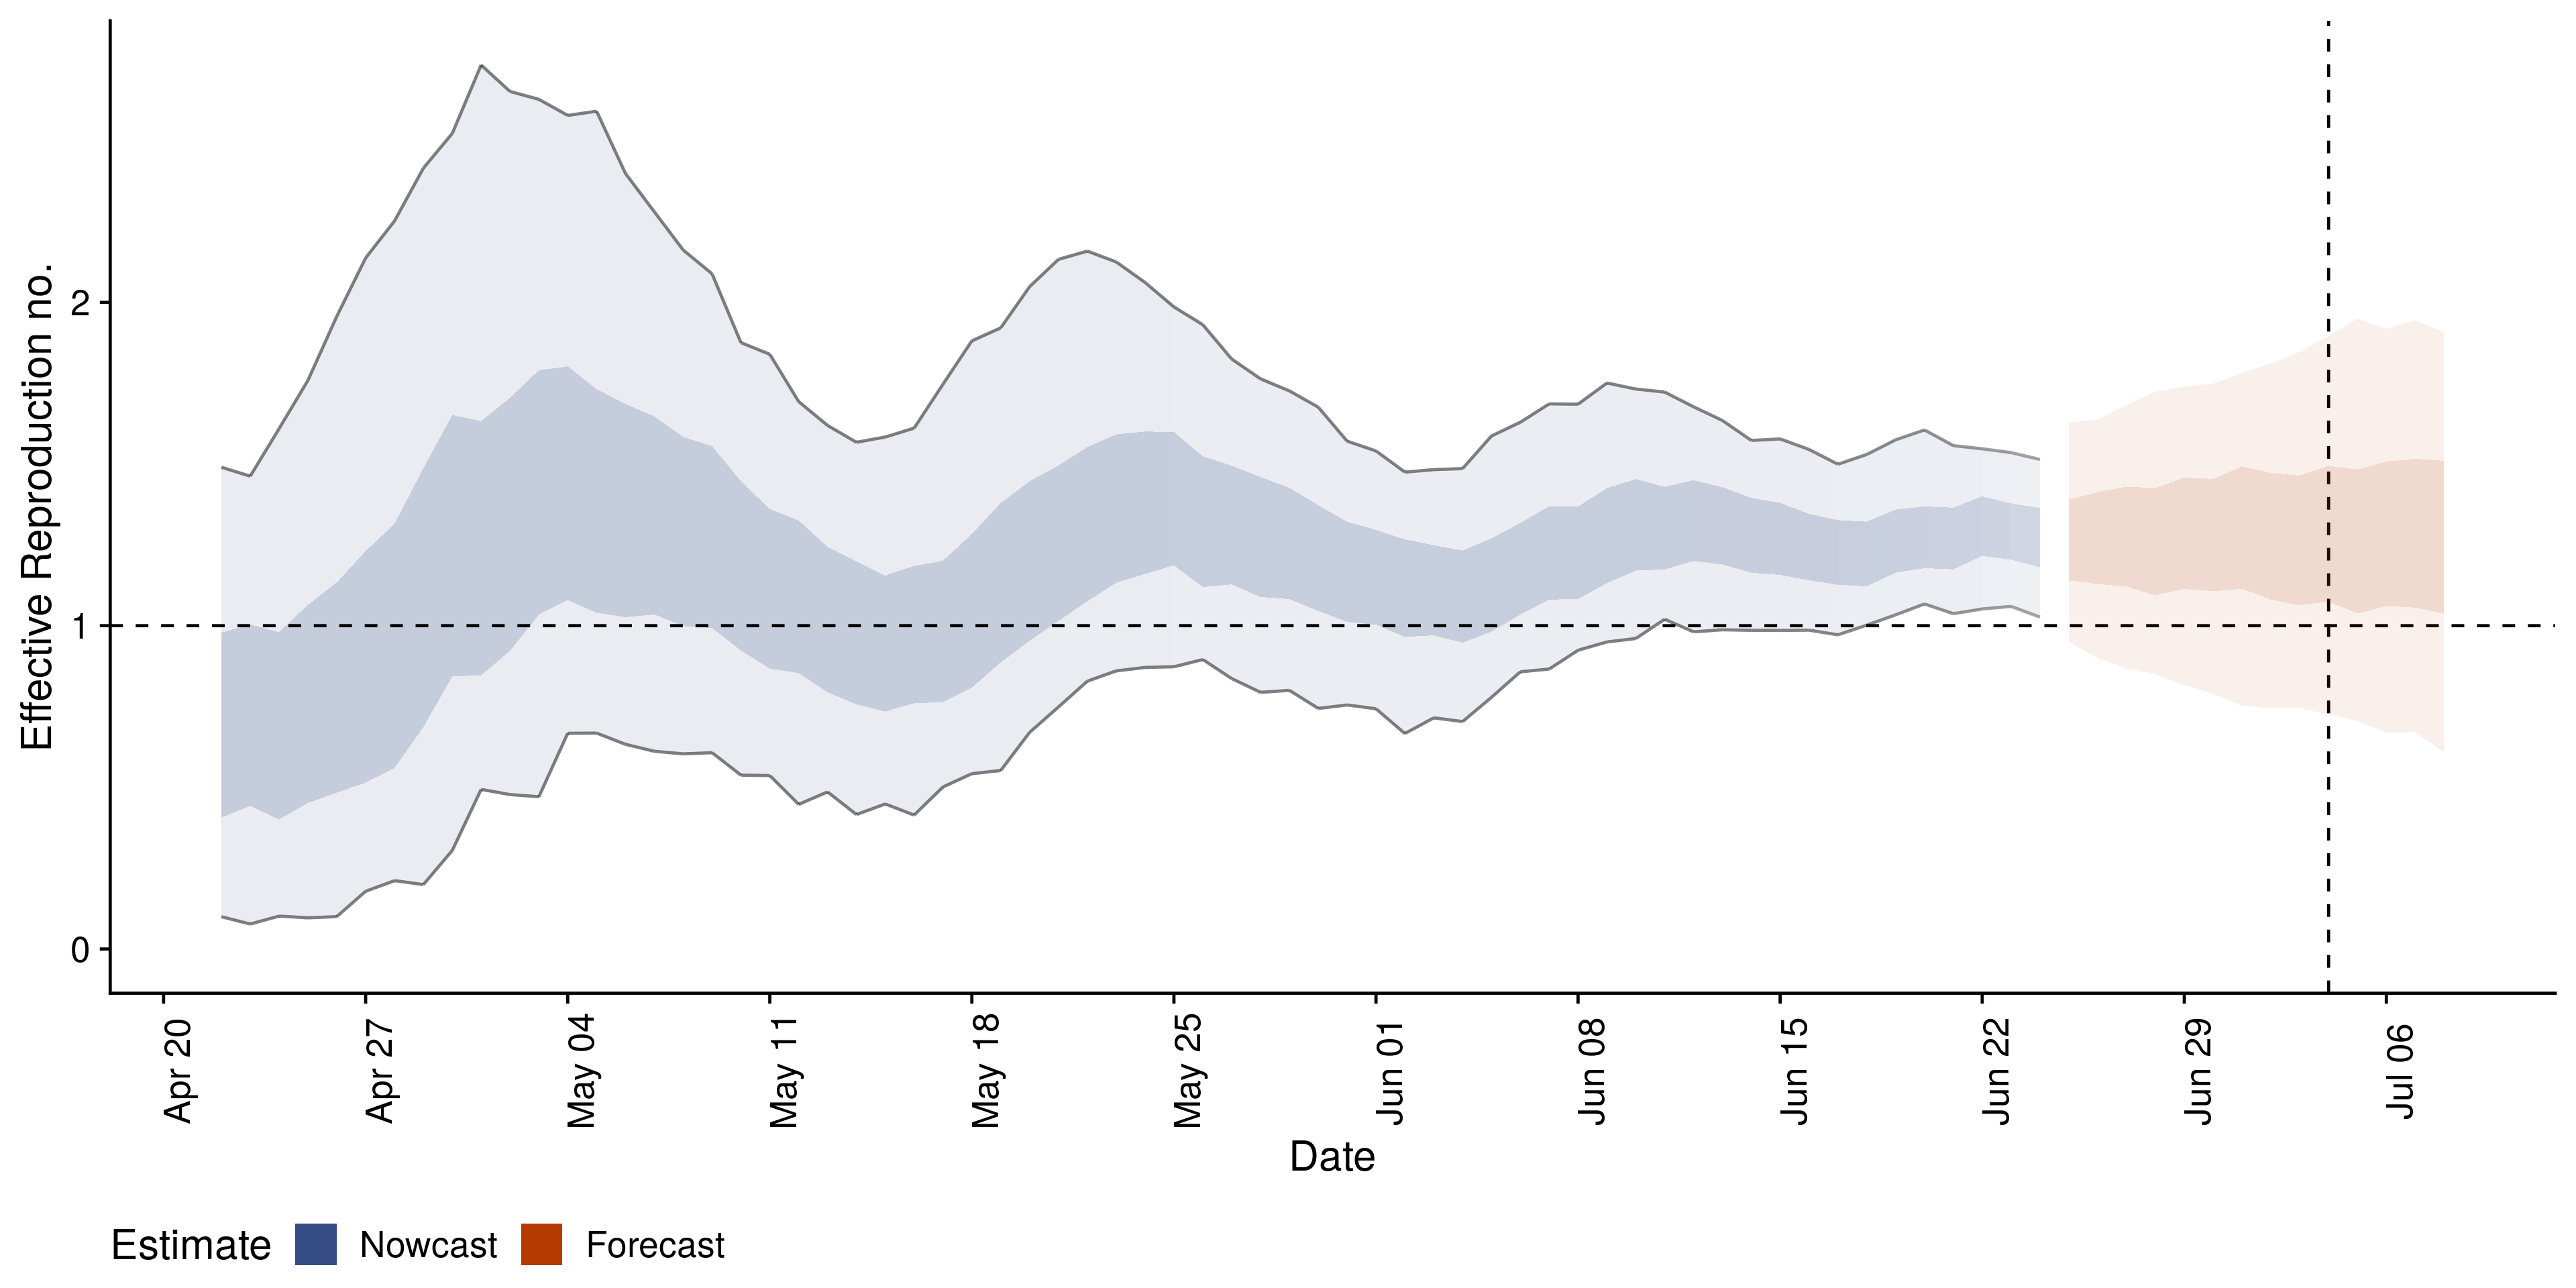 Effective Reproduction no.
2
1
0
Apr 20
Apr 27
May 04
May 11
May 18
May 25
Jun 01
Jun 08
Jun 15
Jun 22
Jun 29
Jul 06
Date
Estimate Nowcast Forecast